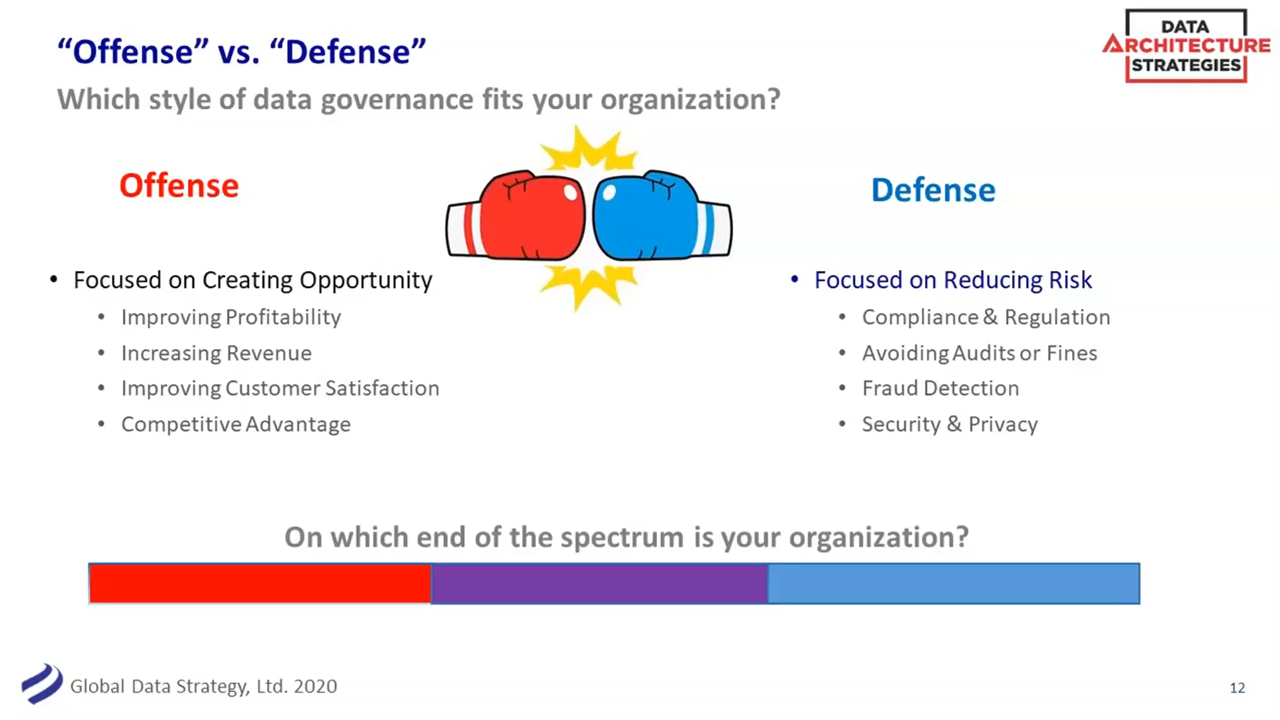 “Offense” vs. “Defense”
DATA
ARCHITECTURE
STRATEGIES
Which style of data governance fits your organization?
Offense
• Focused on Creating Opportunity
• Improving Profitability
• Increasing Revenue
• Improving Customer Satisfaction
• Competitive Advantage
Defense
• Focused on Reducing Risk
• Compliance & Regulation
• Avoiding Audits or Fines
• Fraud Detection
• Security & Privacy
On which end of the spectrum is your organization?
Global Data Strategy, Ltd. 2020
12